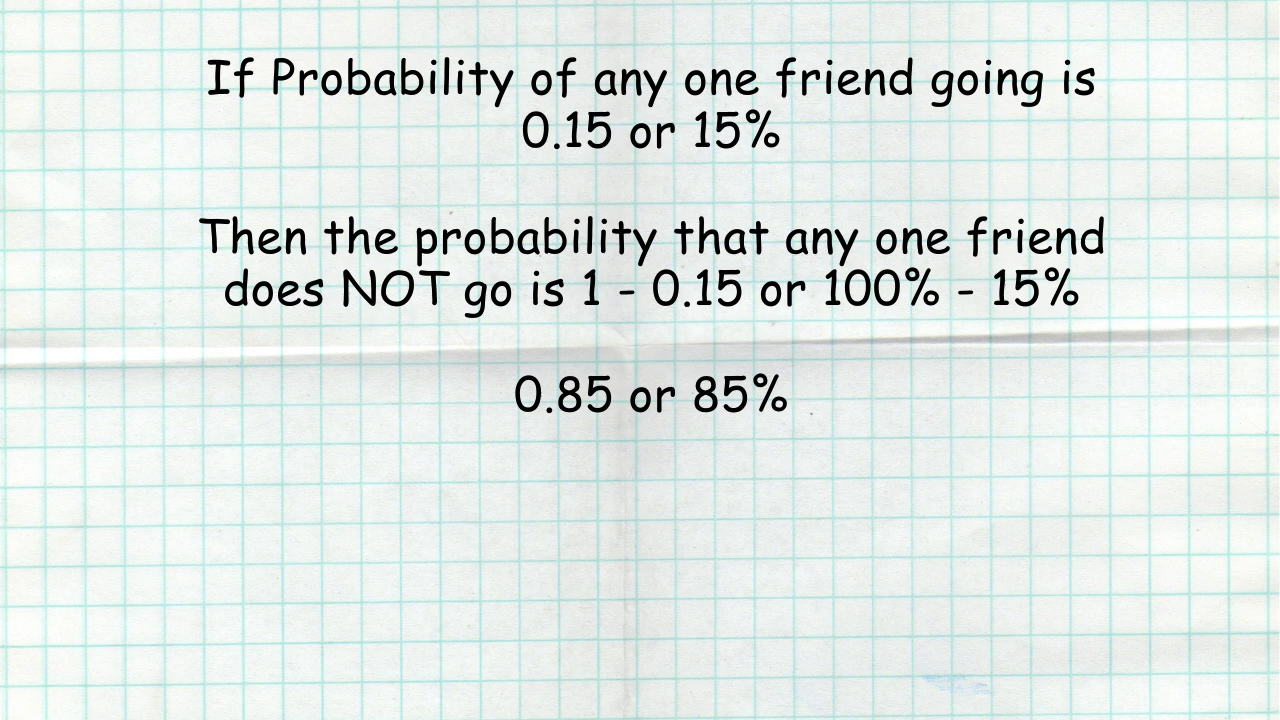 If Probability of any one friend going is
0.15 or 15%
Then the probability that any one friend
does NOT go is 1 - 0.15 or 100% - 15%
0.85 or 85%